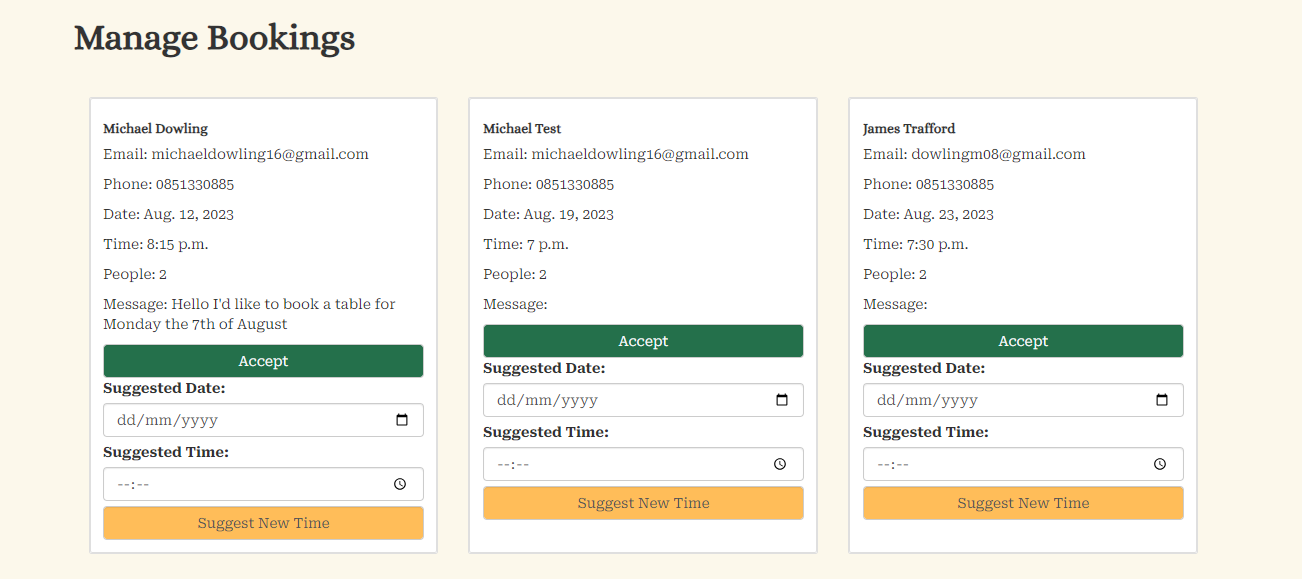 Manage Bookings
Michael Dowling
Email: michaeldowling16@gmail.com
Phone: 0851330885
Date: Aug. 12, 2023
Time: 8:15 p.m.
People: 2
Message: Hello I'd like to book a table for
Monday the 7th of August
Accept
Suggested Date:
dd/mm/yyyy
Suggested Time:
--:--
Suggest New Time
Michael Test
Email: michaeldowling16@gmail.com
Phone: 0851330885
Date: Aug. 19, 2023
Time: 7 p.m.
People: 2
Message:
Accept
Suggested Date:
dd/mm/yyyy
Suggested Time:
--:--
Suggest New Time
James Trafford
Email: dowlingm08@gmail.com
Phone: 0851330885
Date: Aug. 23, 2023
Time: 7:30 p.m.
People: 2
Message:
Accept
Suggested Date:
dd/mm/yyyy
Suggested Time:
--:--
Suggest New Time